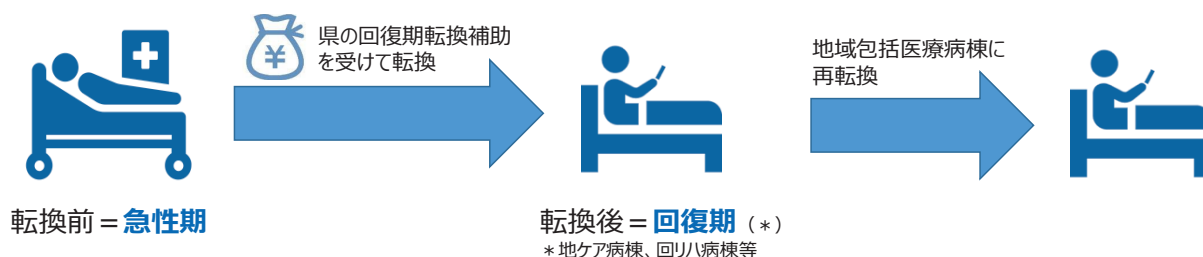 県の回復期転換補助
を受けて転換
¥
地域包括医療病棟に
再転換
転換前＝急性期
転換後＝回復期（＊）
＊地ケア病棟、回リハ病棟等